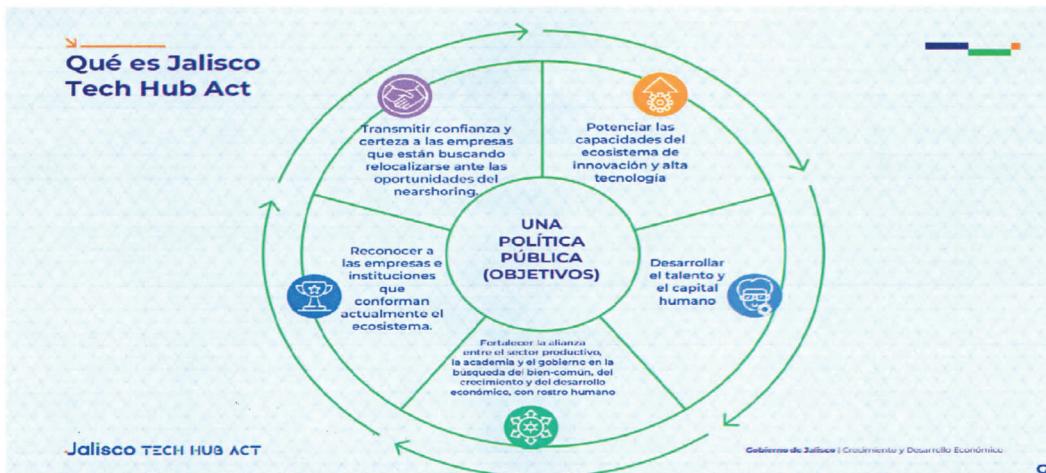 Qué es Jalisco
Tech Hub Act
Transmitir confianza y
certeza a las empresas
que están buscando
relocalizarse ante las
oportunidades del
nearshoring.
Potenciar las
capacidades del
ecosistema de
innovación y alta
tecnología
Desarrollar
el talento y
el capital
humano
Fortalecer la alianza
entre el sector productivo,
la academia y el gobierno en la
búsqueda del bien-común, del
crecimiento y del desarrollo
económico, con rostro humano
Reconocer a
las empresas e
instituciones
que
conforman
actualmente el
ecosistema.
UNA
POLÍTICA
PÚBLICA
(OBJETIVOS)
Jalisco TECH HUB ACT
Gobierno de Jalisco | Crecimiento y Desarrollo Económico